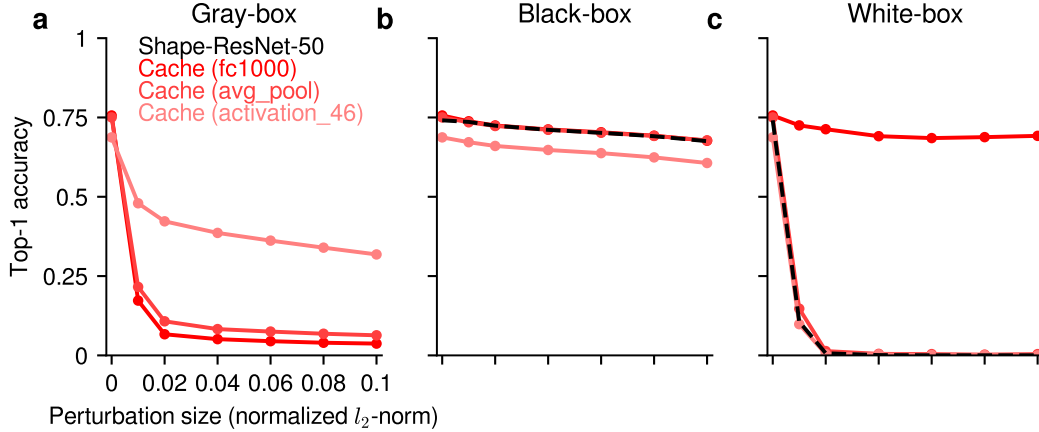 a
Gray-box
b
Black-box
c
White-box
1
0.75
0.5
0.25
0
Top-1 accuracy
Shape-ResNet-50
Cache (fc1000)
Cache (avg_pool)
Cache (activation_46)
0 0.02 0.04 0.06 0.08 0.1
Perturbation size (normalized l₂-norm)